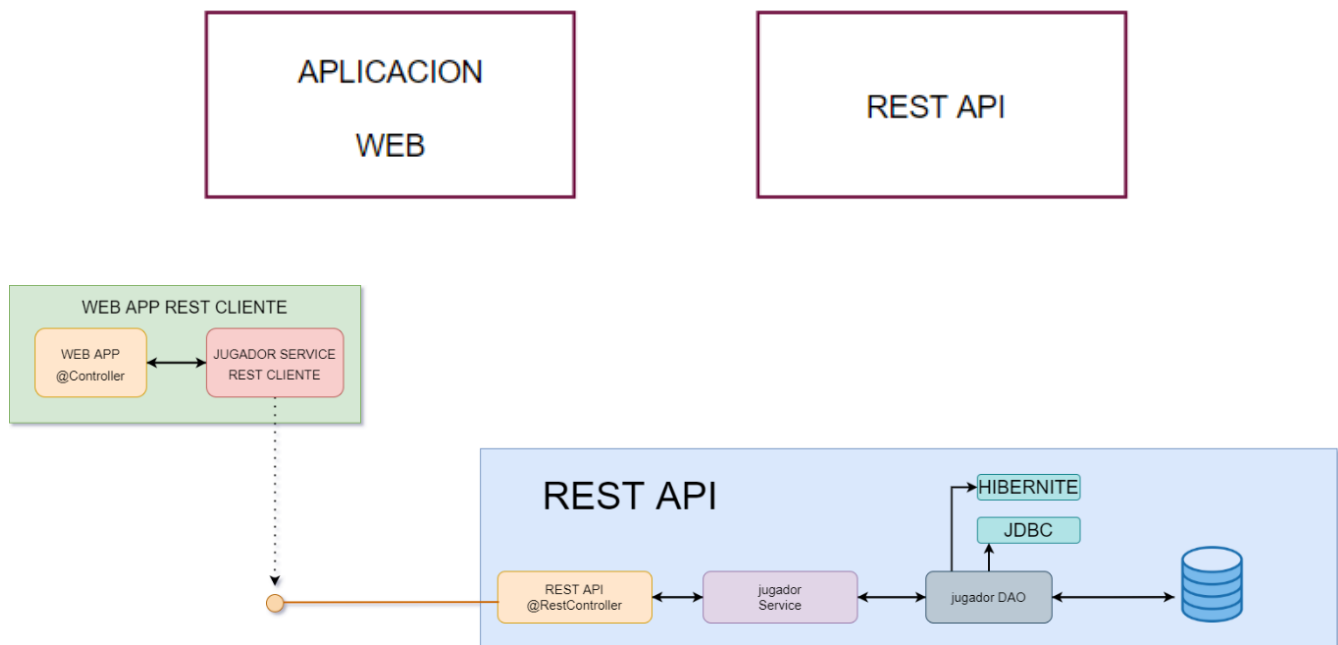 APLICACION
WEB
REST API
WEB APP REST CLIENTE
WEB APP
@Controller
JUGADOR SERVICE
REST CLIENTE
REST API
HIBERNITE
JDBC
REST API
@RestController
jugador
Service
jugador DAO